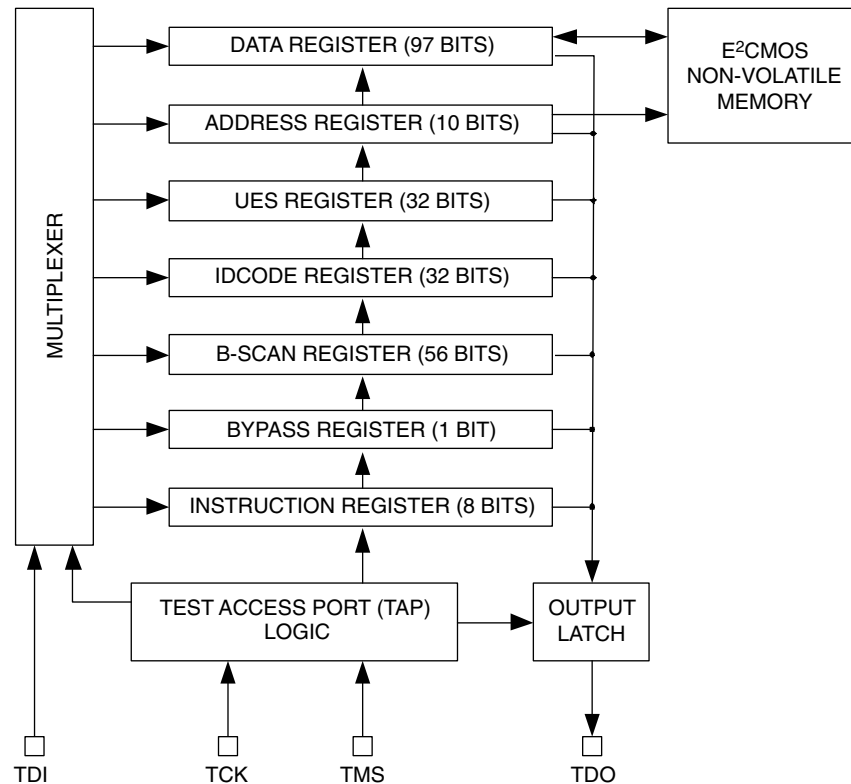 DATA REGISTER (97 BITS)
E²CMOS
NON-VOLATILE
MEMORY
ADDRESS REGISTER (10 BITS)
UES REGISTER (32 BITS)
MULTIPLEXER
IDCODE REGISTER (32 BITS)
B-SCAN REGISTER (56 BITS)
BYPASS REGISTER (1 BIT)
INSTRUCTION REGISTER (8 BITS)
TEST ACCESS PORT (TAP)
LOGIC
OUTPUT
LATCH
TDI
TCK
TMS
TDO